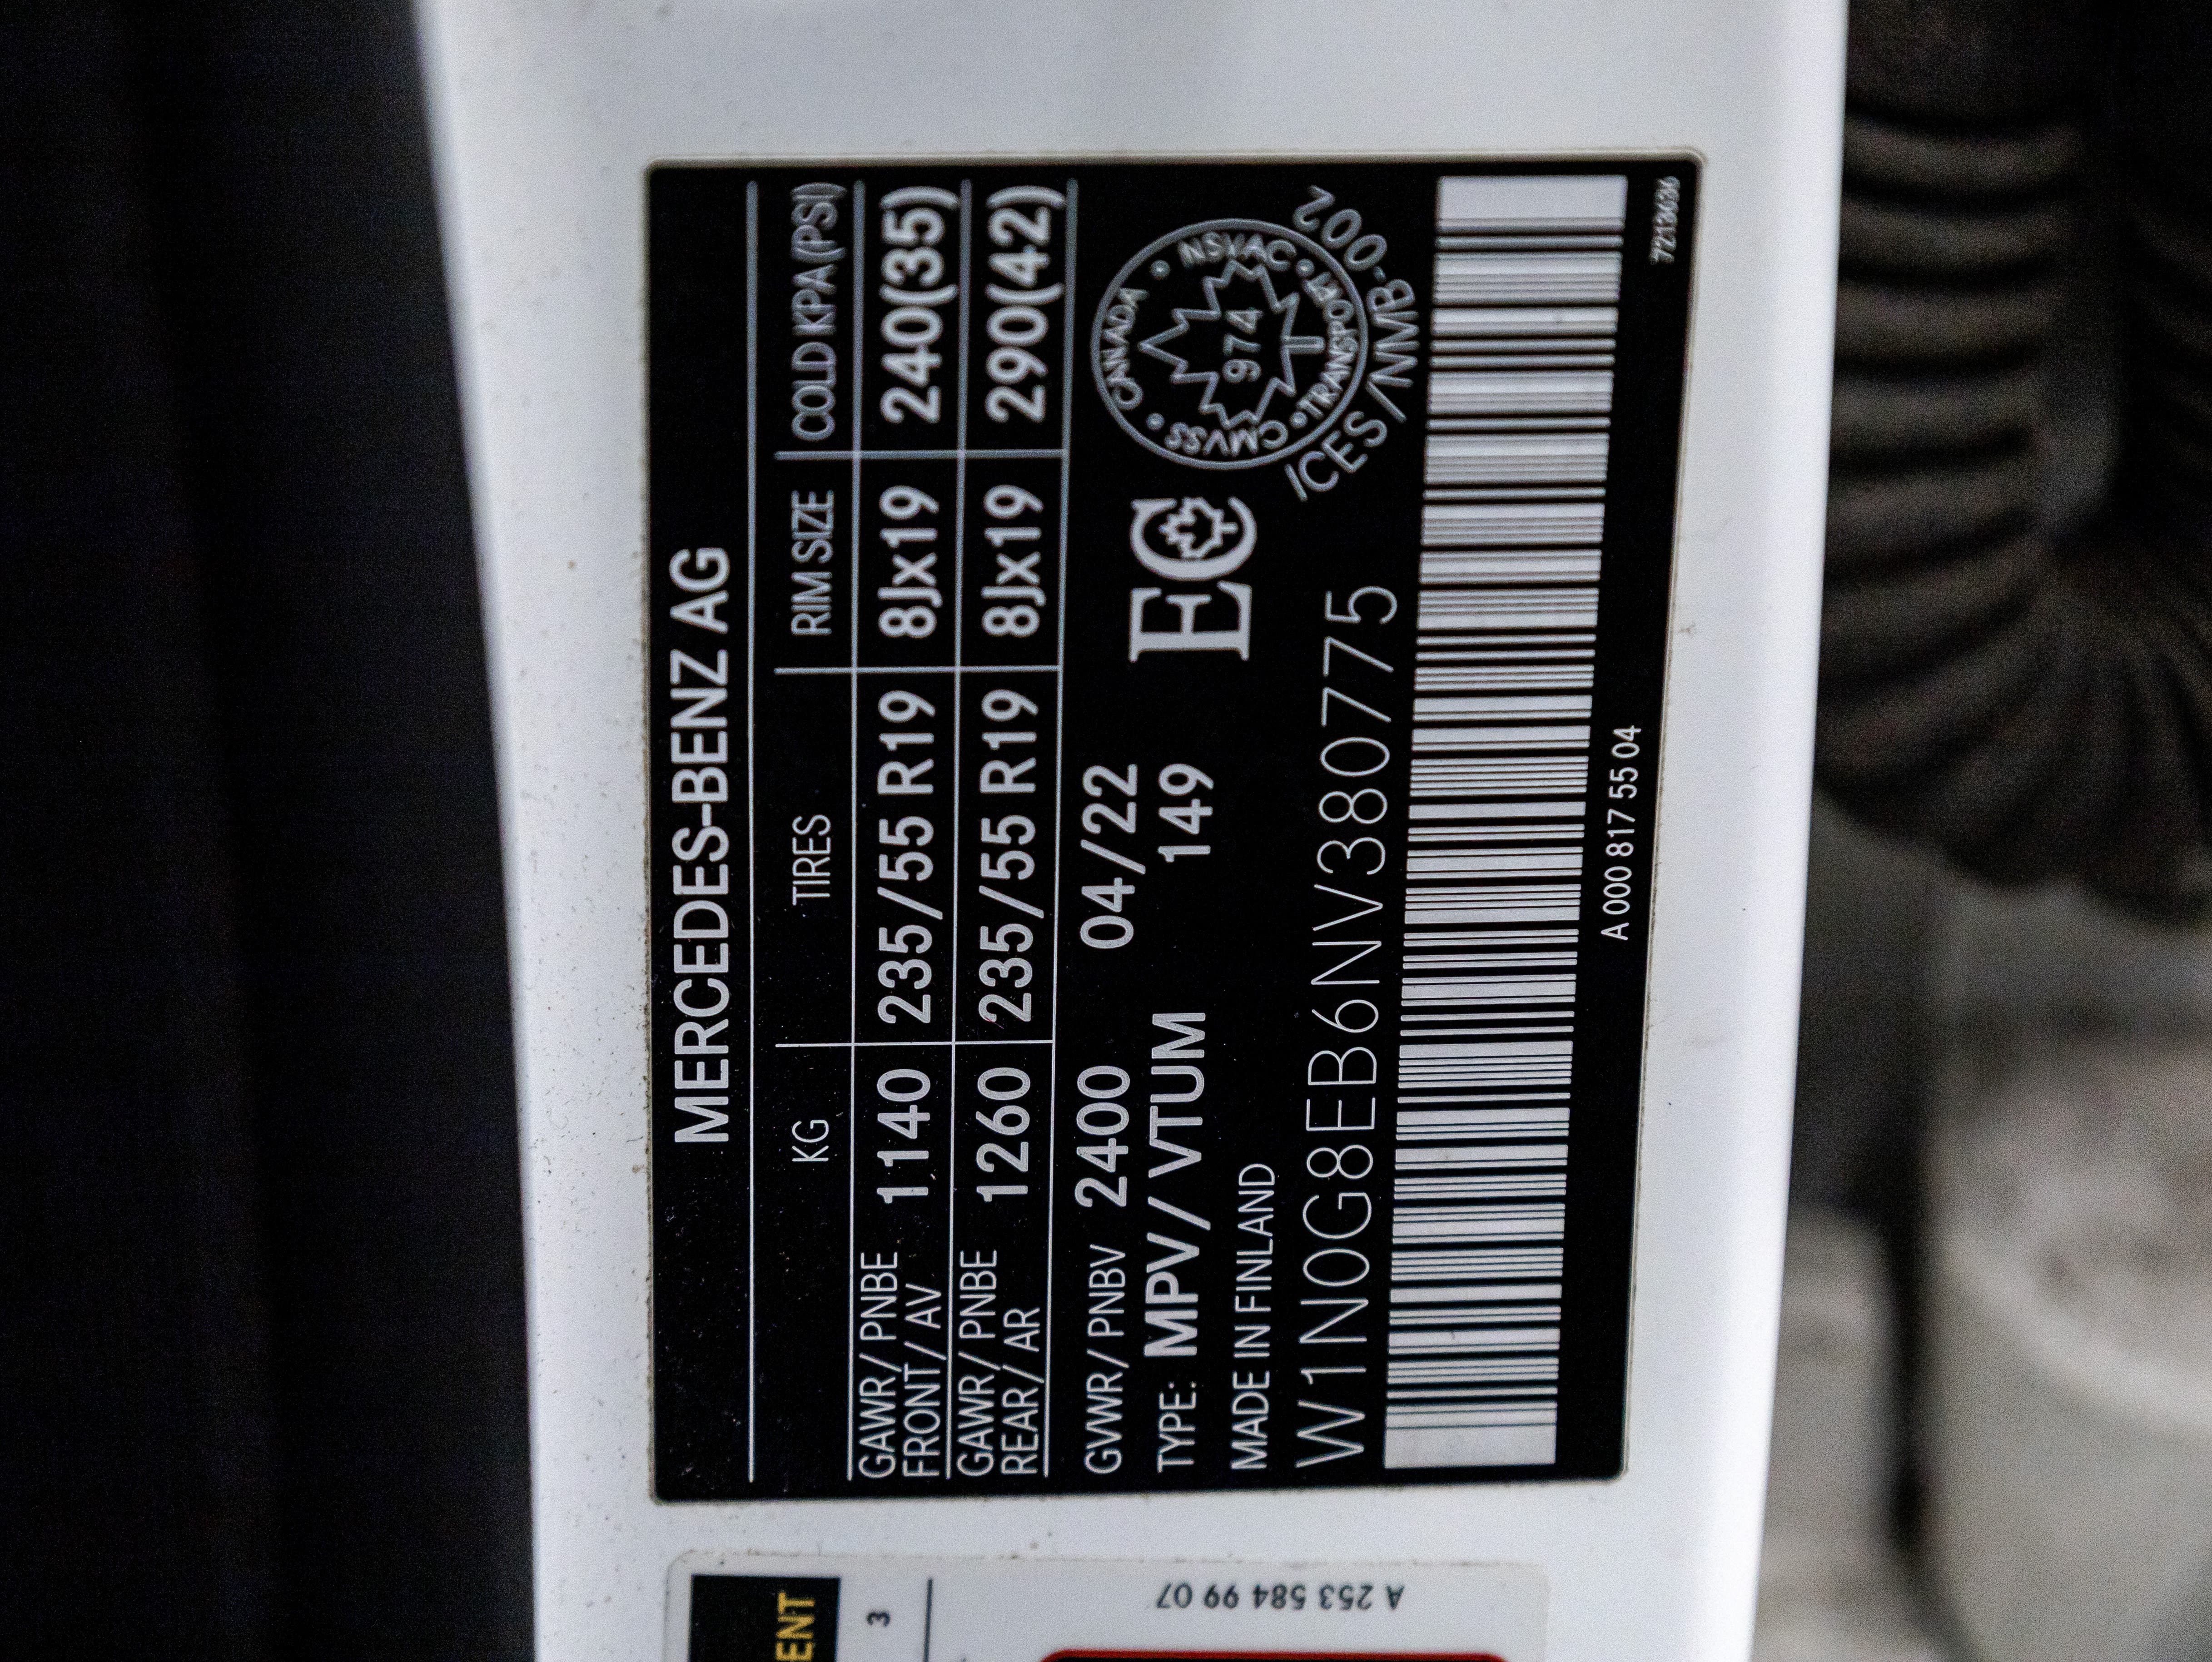 MERCEDES-BENZ AG
KG TIRES RIM SIZE COLD KPA (PSI)
GAWR / PNBE FRONT / AV 1140 235/55 R19 8Jx19 240(35)
GAWR / PNBE REAR / AR 1260 235/55 R19 8Jx19 290(42)
GVWR / PNBV 2400 04/22
TYPE: MPV / VTUM 149
MADE IN FINLAND
EC
CANADA • NSVAC • TRANSPORT • CMVSS •
974
ICES/NMB-002
W1N0G8EB6NV380775
A 000 817 55 04
7213636
ENT
3
A 253 584 99 07